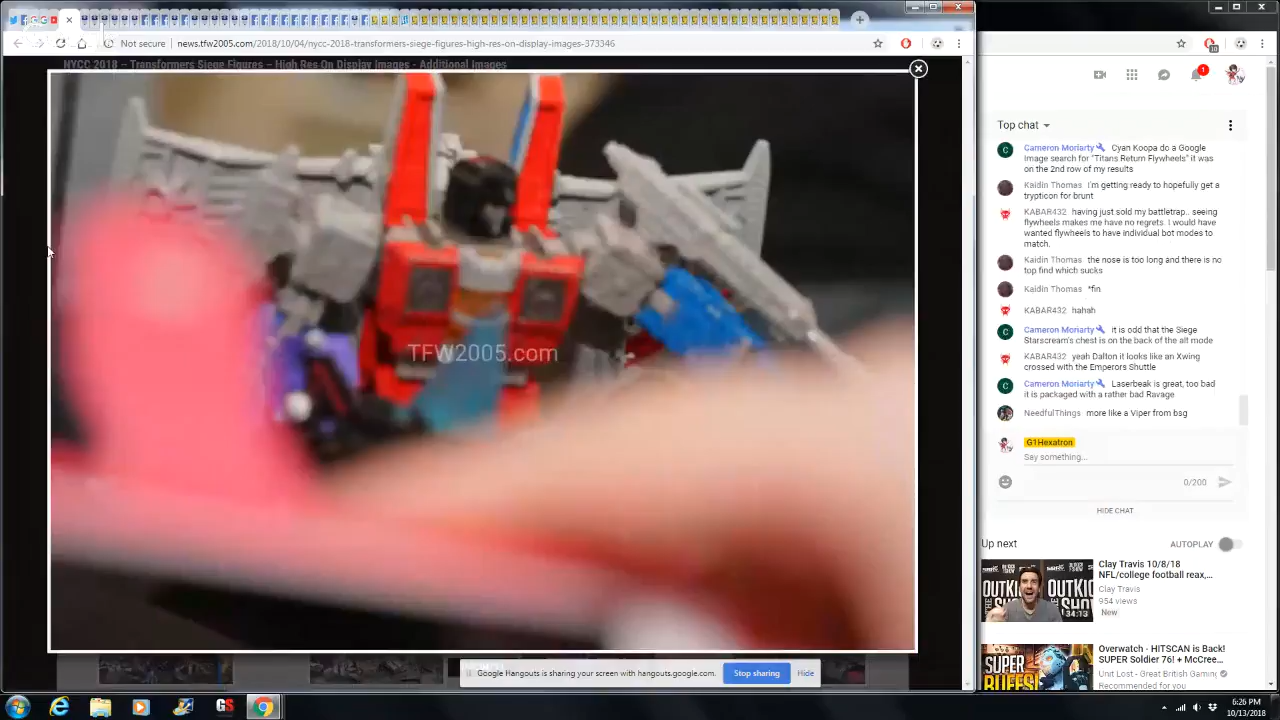 Not secure
news.tfw2005.com/2018/10/04/nycc-2018-transformers-siege-figures-high-res-on-display-images-373346
NYCC 2018 – Transformers Siege Figures – High Res On Display Images - Additional Images
TFW2005.com
Google Hangouts is sharing your screen with hangouts.google.com.
Stop sharing
Hide
10
1
Top chat
Cameron Moriarty Cyan Koopa do a Google
Image search for "Titans Return Flywheels" it was
on the 2nd row of my results
Kaidin Thomas I'm getting ready to hopefully get a
trypticon for brunt
KABAR432 having just sold my battletrap.. seeing
flywheels makes me have no regrets. I would have
wanted flywheels to have individual bot modes to
match.
Kaidin Thomas the nose is too long and there is no
top find which sucks
Kaidin Thomas *fin
KABAR432 hahah
Cameron Moriarty it is odd that the Siege
Starscream's chest is on the back of the alt mode
KABAR432 yeah Dalton it looks like an Xwing
crossed with the Emperors Shuttle
Cameron Moriarty Laserbeak is great, too bad
it is packaged with a rather bad Ravage
NeedfulThings more like a Viper from bsg
G1Hexatron
Say something...
0/200
HIDE CHAT
Up next
AUTOPLAY
Clay Travis 10/8/18
NFL/college football reax,...
Clay Travis
954 views
New
34:13
Overwatch - HITSCAN is Back!
SUPER Soldier 76! + McCree...
Unit Lost - Great British Gaming
Recommended for you
6:26 PM
10/13/2018